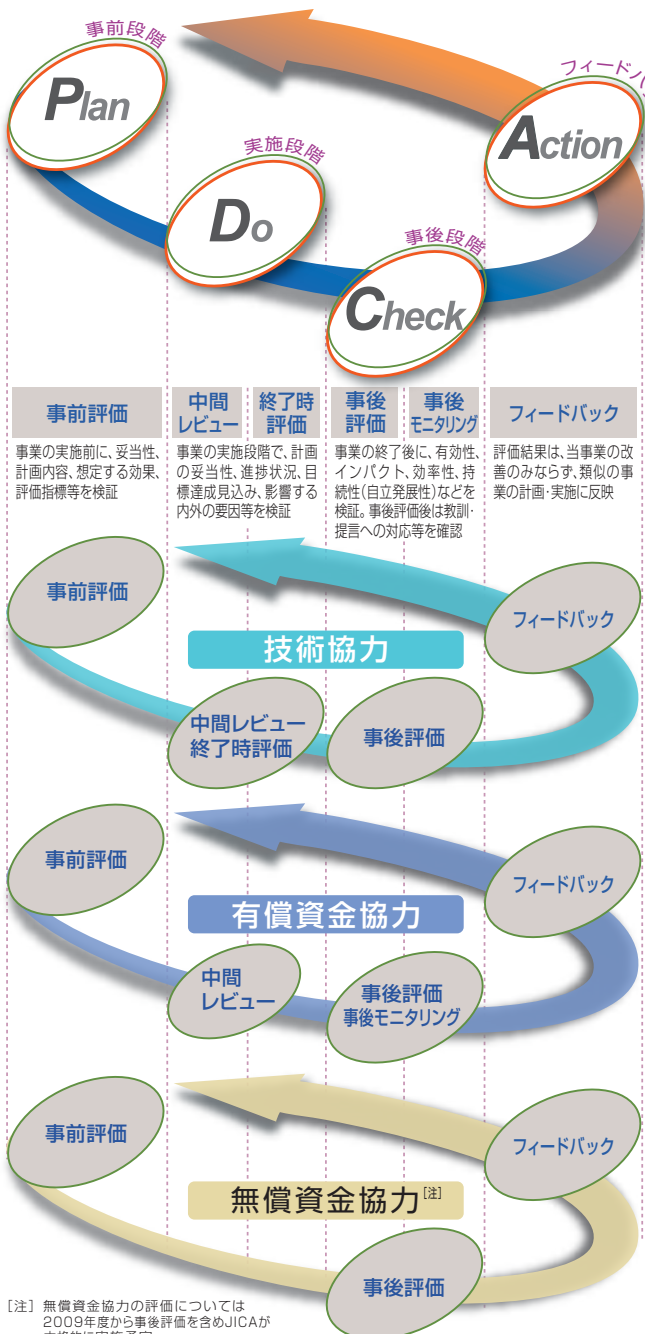 事前段階
Plan
実施段階
Do
事後段階
Check
フィードバ
Action
事前評価
事業の実施前に、妥当性、
計画内容、想定する効果、
評価指標等を検証
中間
レビュー
終了時
評価
事業の実施段階で、計画
の妥当性、進捗状況、目
標達成見込み、影響する
内外の要因等を検証
事後
評価
事後
モニタリング
事業の終了後に、有効性、
インパクト、効率性、持
続性(自立発展性)などを
検証。事後評価後は教訓・
提言への対応等を確認
フィードバック
評価結果は、当事業の改
善のみならず、類似の事
業の計画・実施に反映
事前評価
フィードバック
技術協力
中間レビュー
終了時評価
事後評価
事前評価
フィードバック
有償資金協力
中間
レビュー
事後評価
事後モニタリング
事前評価
フィードバック
無償資金協力[注]
事後評価
[注] 無償資金協力の評価については
2009年度から事後評価を含めJICAが